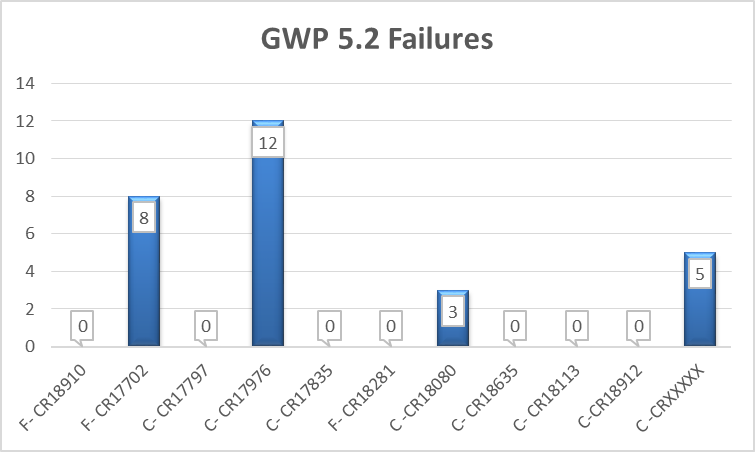 GWP 5.2 Failures
14
12
10
8
6
4
2
0
0
8
0
12
0
0
3
0
0
0
5
F- CR18910
F- CR17702
C- CR17797
C- CR17976
C- CR17835
F- CR18281
C -CR18080
C -CR18635
C -CR18113
C-CR18912
C -CRXXXXX